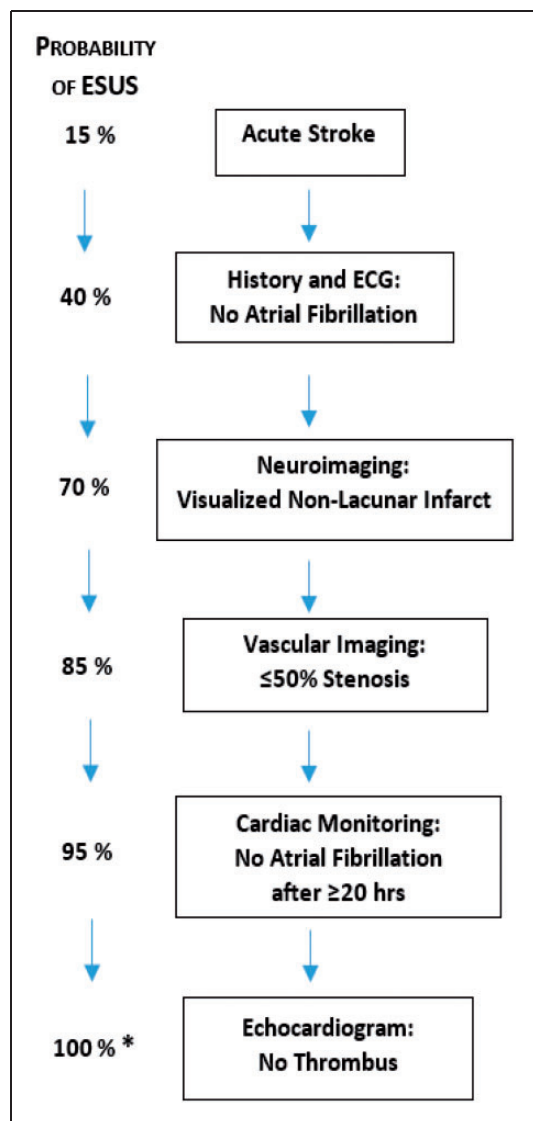 PROBABILITY
OF ESUS
15 %
Acute Stroke
40 %
History and ECG:
No Atrial Fibrillation
70 %
Neuroimaging:
Visualized Non-Lacunar Infarct
85 %
Vascular Imaging:
≤50% Stenosis
95 %
Cardiac Monitoring:
No Atrial Fibrillation
after ≥20 hrs
100 % *
Echocardiogram:
No Thrombus